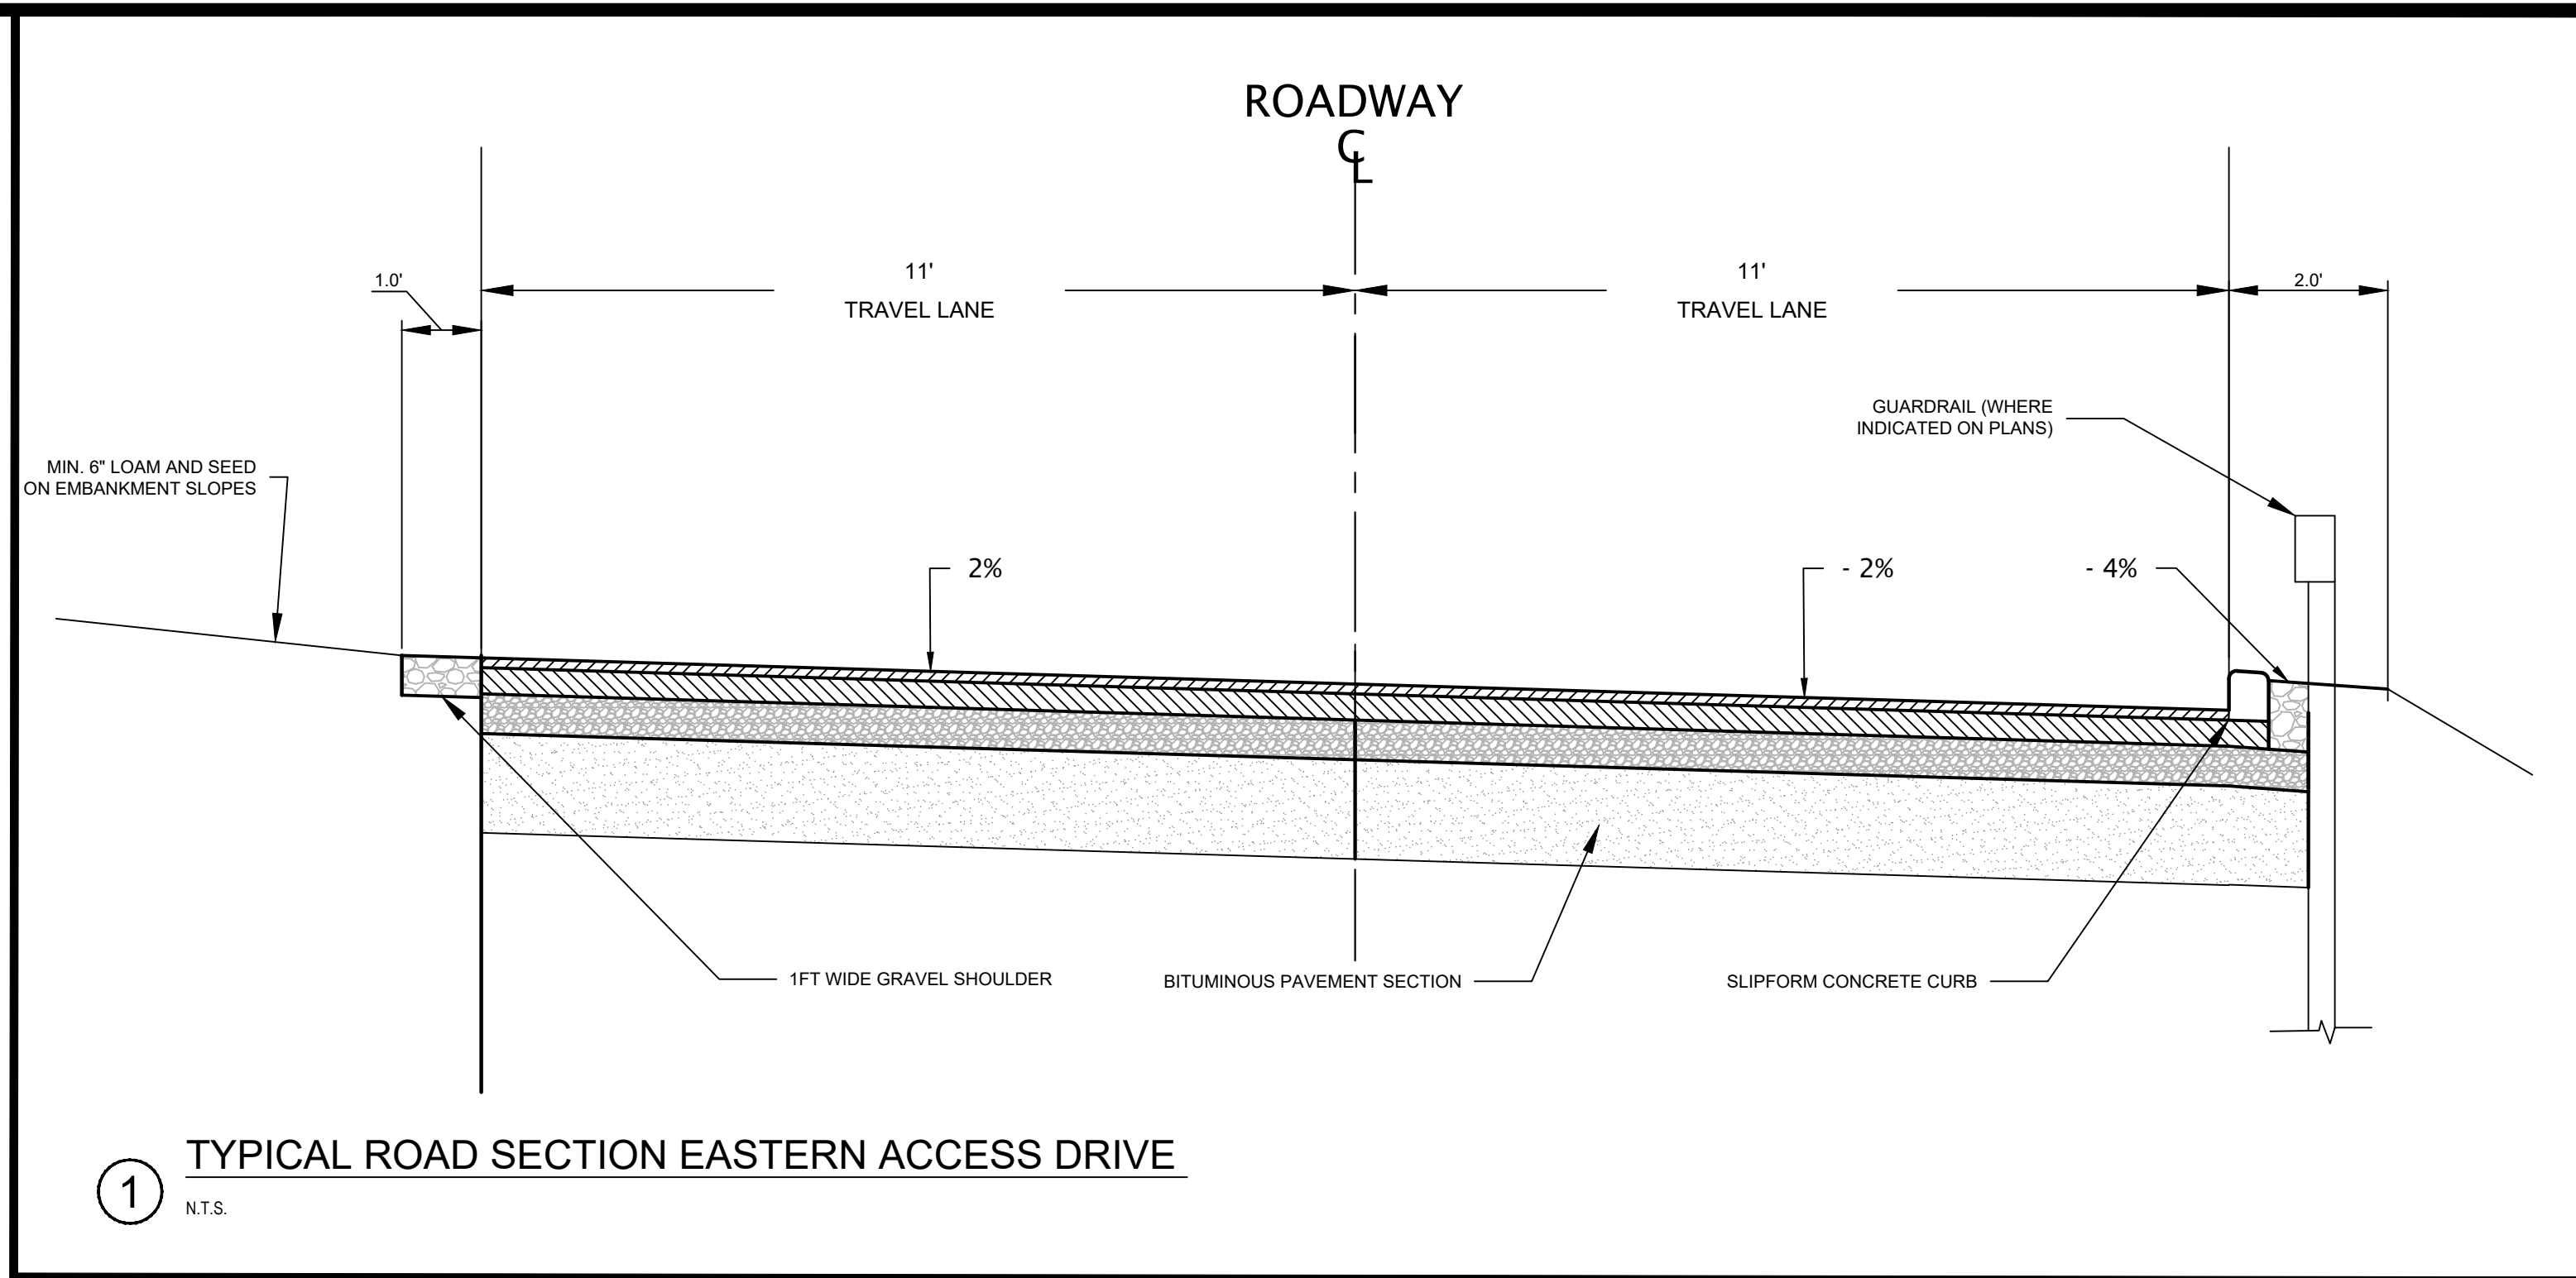 ROADWAY
CL
1.0'
11'
TRAVEL LANE
11'
TRAVEL LANE
2.0'
GUARDRAIL (WHERE
INDICATED ON PLANS)
MIN. 6" LOAM AND SEED
ON EMBANKMENT SLOPES
2%
- 2%
- 4%
1FT WIDE GRAVEL SHOULDER
BITUMINOUS PAVEMENT SECTION
SLIPFORM CONCRETE CURB
1
TYPICAL ROAD SECTION EASTERN ACCESS DRIVE
N.T.S.